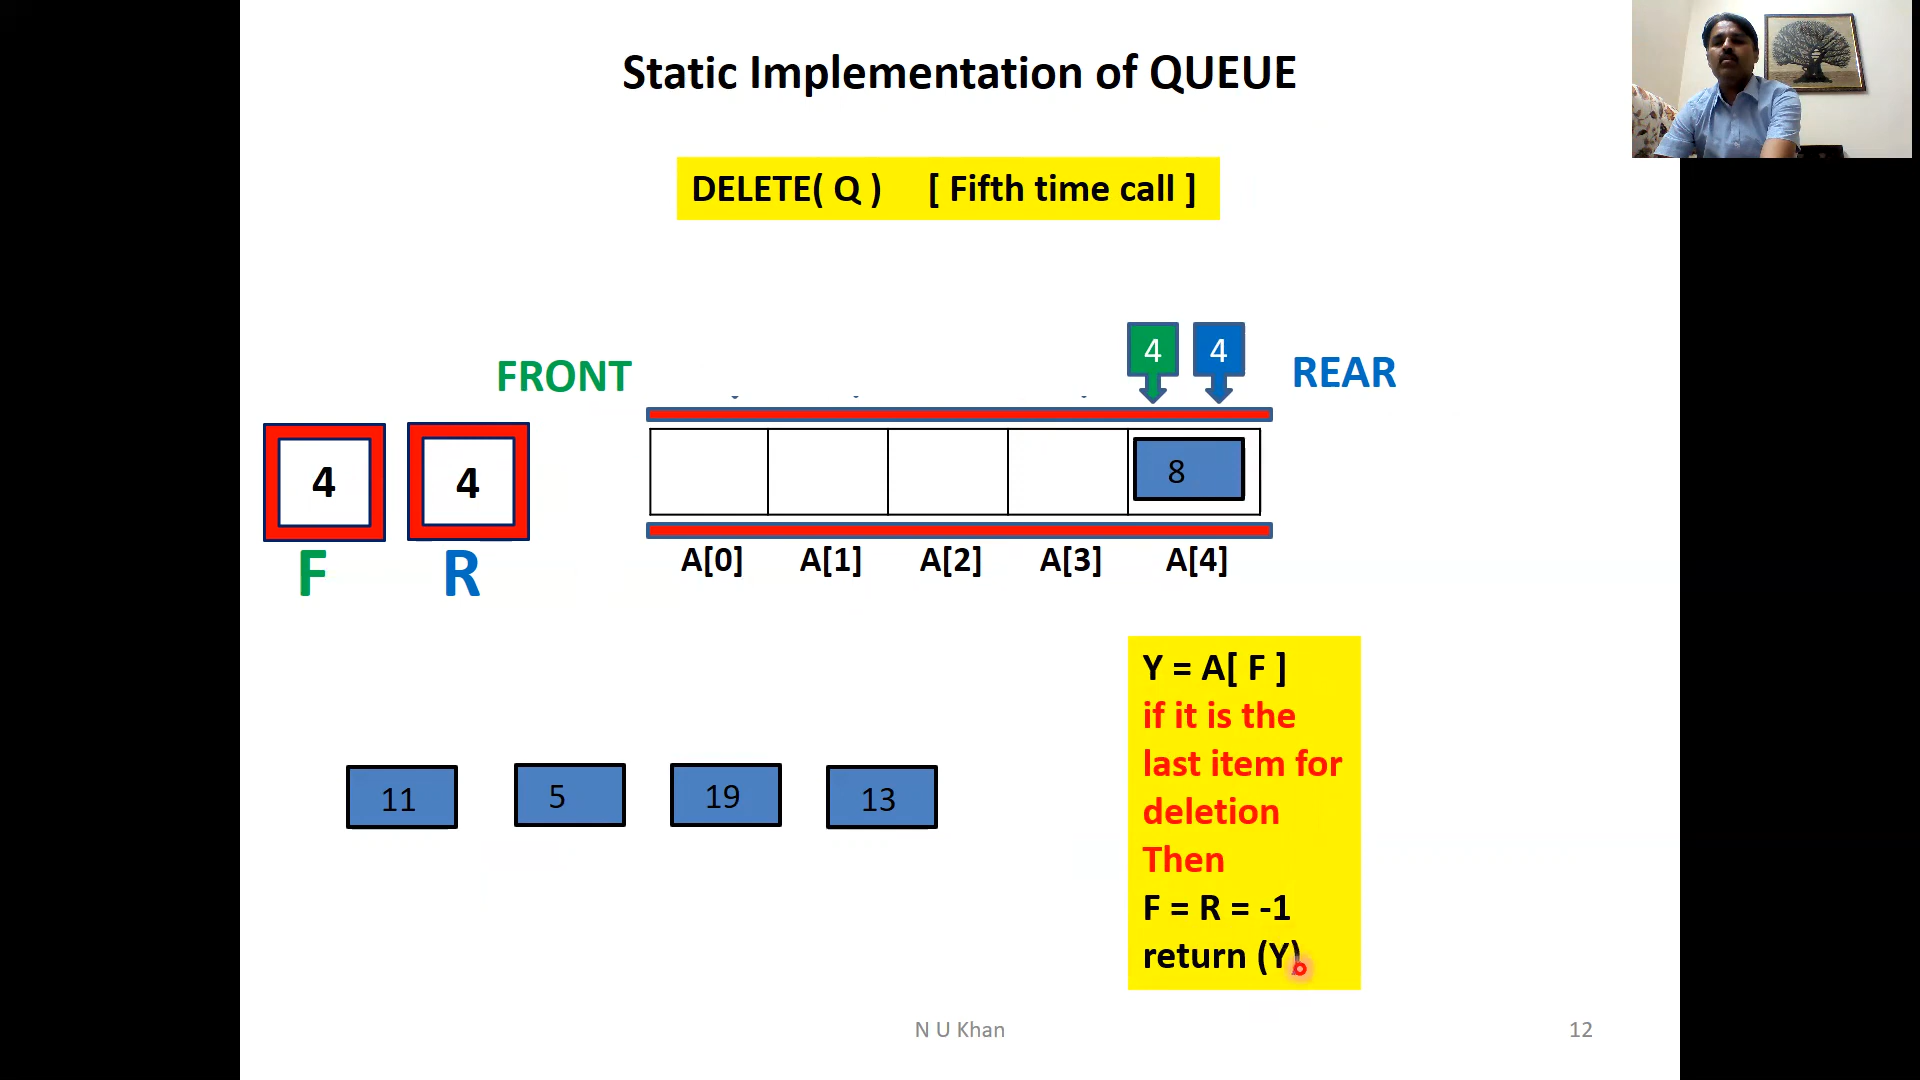 Static Implementation of QUEUE
DELETE( Q ) [ Fifth time call ]
4 4
FRONT REAR
4 4 8
F R
A[0] A[1] A[2] A[3] A[4]
11 5 19 13
Y = A[ F ]
if it is the
last item for
deletion
Then
F = R = -1
return (Y)
N U Khan 12